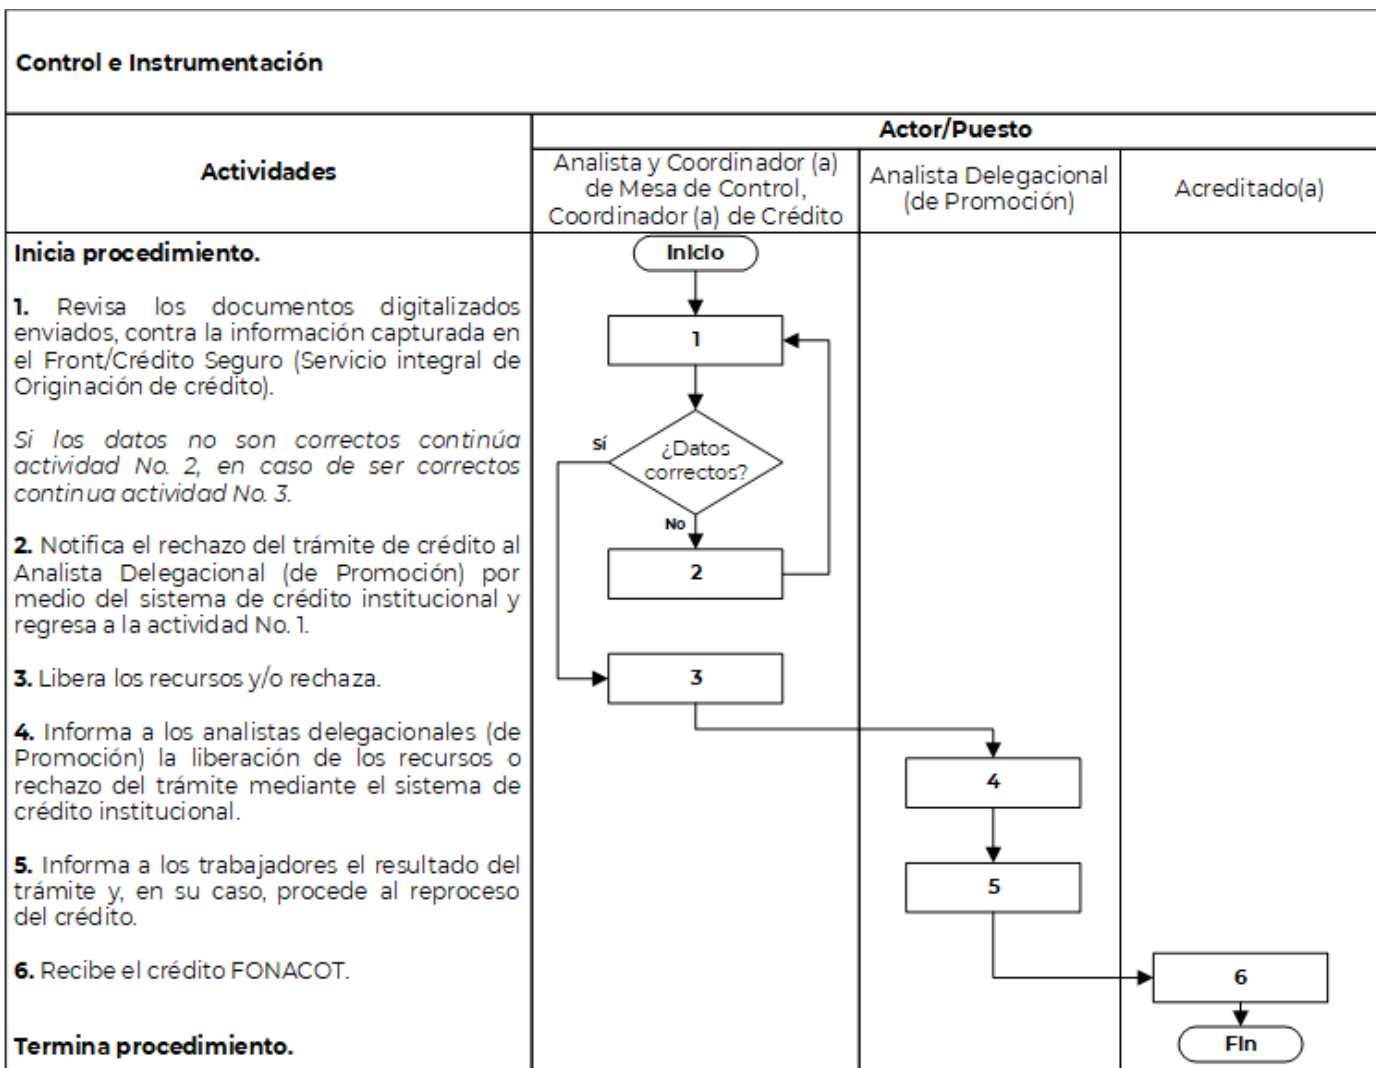 Control e Instrumentación
Actividades
Actor/Puesto
Analista y Coordinador (a)
de Mesa de Control,
Coordinador (a) de Crédito
Analista Delegacional
(de Promoción)
Acreditado(a)
Inicia procedimiento.
1. Revisa los documentos digitalizados
enviados, contra la información capturada en
el Front/Crédito Seguro (Servicio integral de
Originación de crédito).
Si los datos no son correctos continúa
actividad No. 2, en caso de ser correctos
continua actividad No. 3.
2. Notifica el rechazo del trámite de crédito al
Analista Delegacional (de Promoción) por
medio del sistema de crédito institucional y
regresa a la actividad No. 1.
3. Libera los recursos y/o rechaza.
4. Informa a los analistas delegacionales (de
Promoción) la liberación de los recursos o
rechazo del trámite mediante el sistema de
crédito institucional.
5. Informa a los trabajadores el resultado del
trámite y, en su caso, procede al reproceso
del crédito.
6. Recibe el crédito FONACOT.
Termina procedimiento.
Inicio
1
Sí
¿Datos
correctos?
No
2
3
4
5
6
Fin